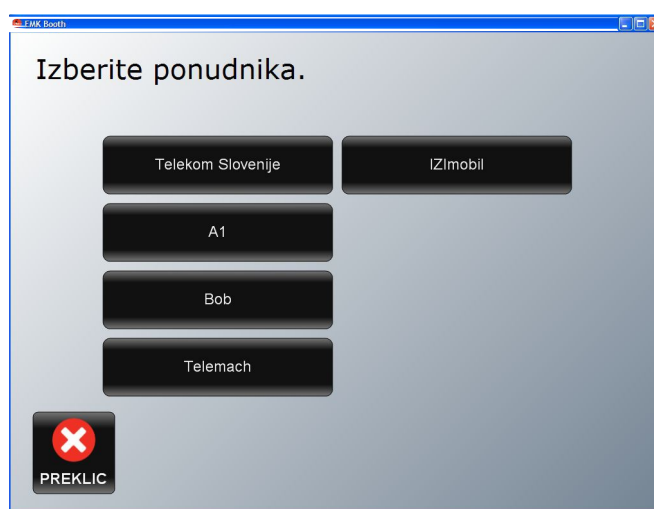 EMK Booth
Izberite ponudnika.
Telekom Slovenije
IZImobil
A1
Bob
Telemach
PREKLIC